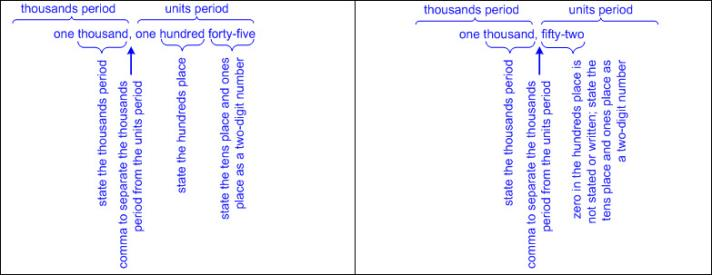 thousands period
units period
one thousand, one hundred forty-five
state the thousands period
comma to separate the thousands
period from the units period
state the hundreds place
state the tens place and ones
place as a two-digit number
thousands period
units period
one thousand, fifty-two
state the thousands period
comma to separate the thousands
period from the units period
zero in the hundreds place is
not stated or written; state the
tens place and ones place as
a two-digit number